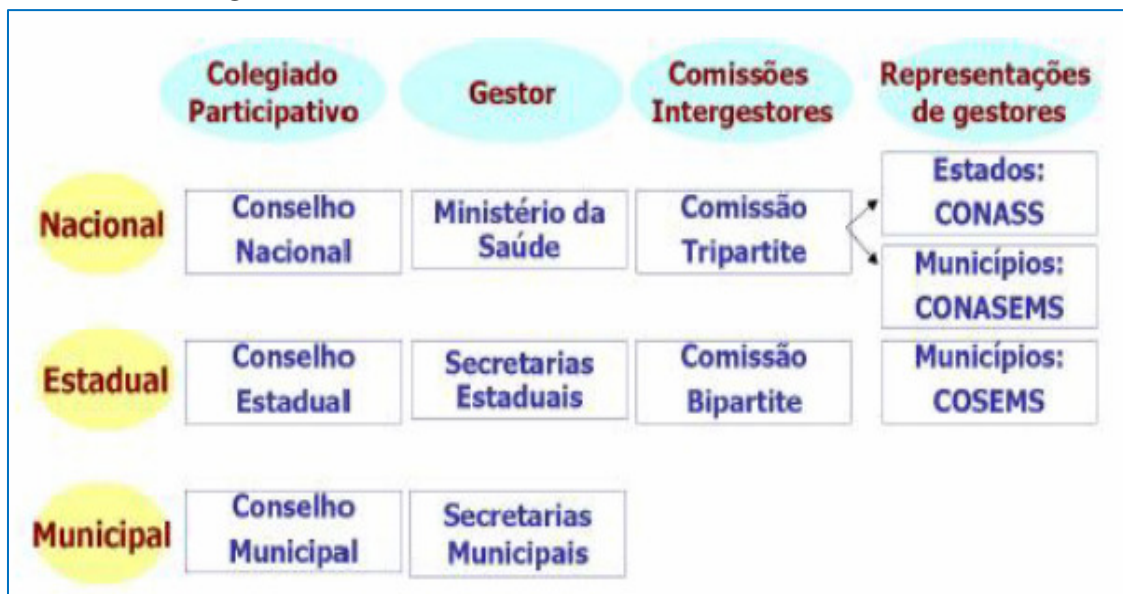 Colegiado
Participativo
Gestor
Comissões
Intergestores
Representações
de gestores
Nacional
Conselho
Nacional
Ministério da
Saúde
Comissão
Tripartite
Estados:
CONASS
Municípios:
CONASEMS
Estadual
Conselho
Estadual
Secretarias
Estaduais
Comissão
Bipartite
Municípios:
COSEMS
Municipal
Conselho
Municipal
Secretarias
Municipais